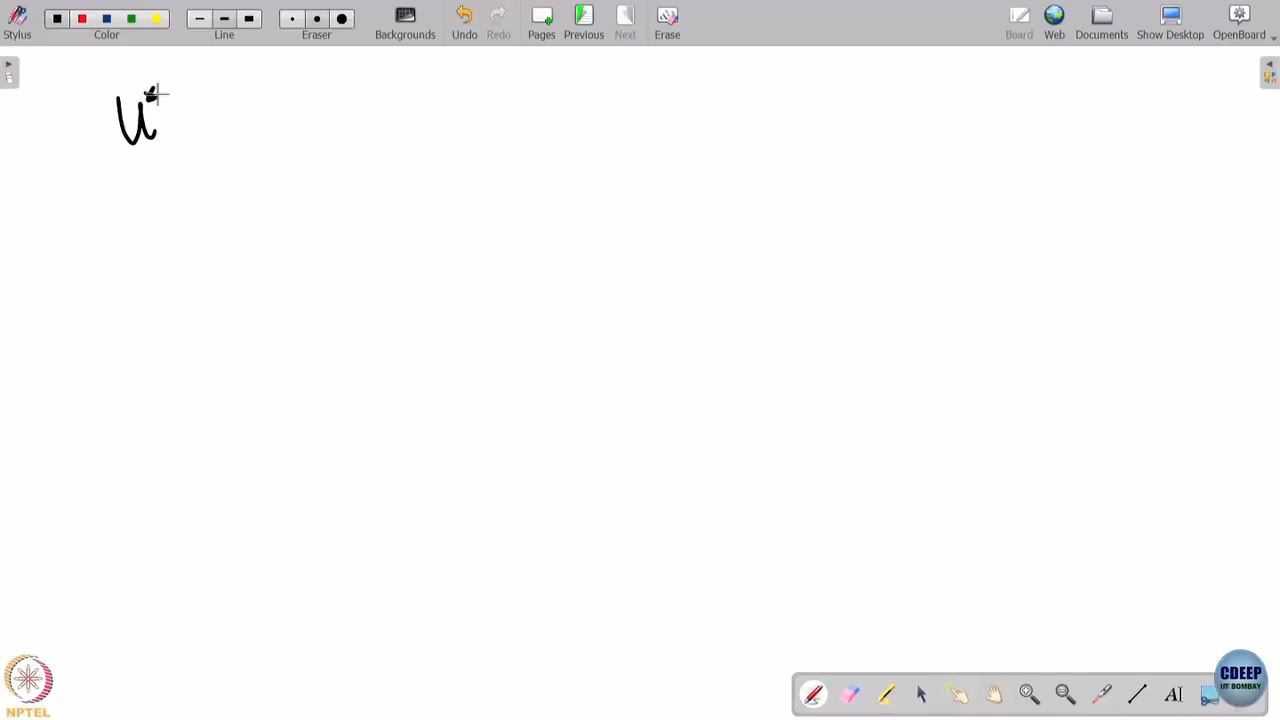 Stylus Color Line Eraser Backgrounds Undo Redo Pages Previous Next Erase Board Web Documents Show Desktop OpenBoard
u
AI
CDEEP
IIT BOMBAY
NPTEL